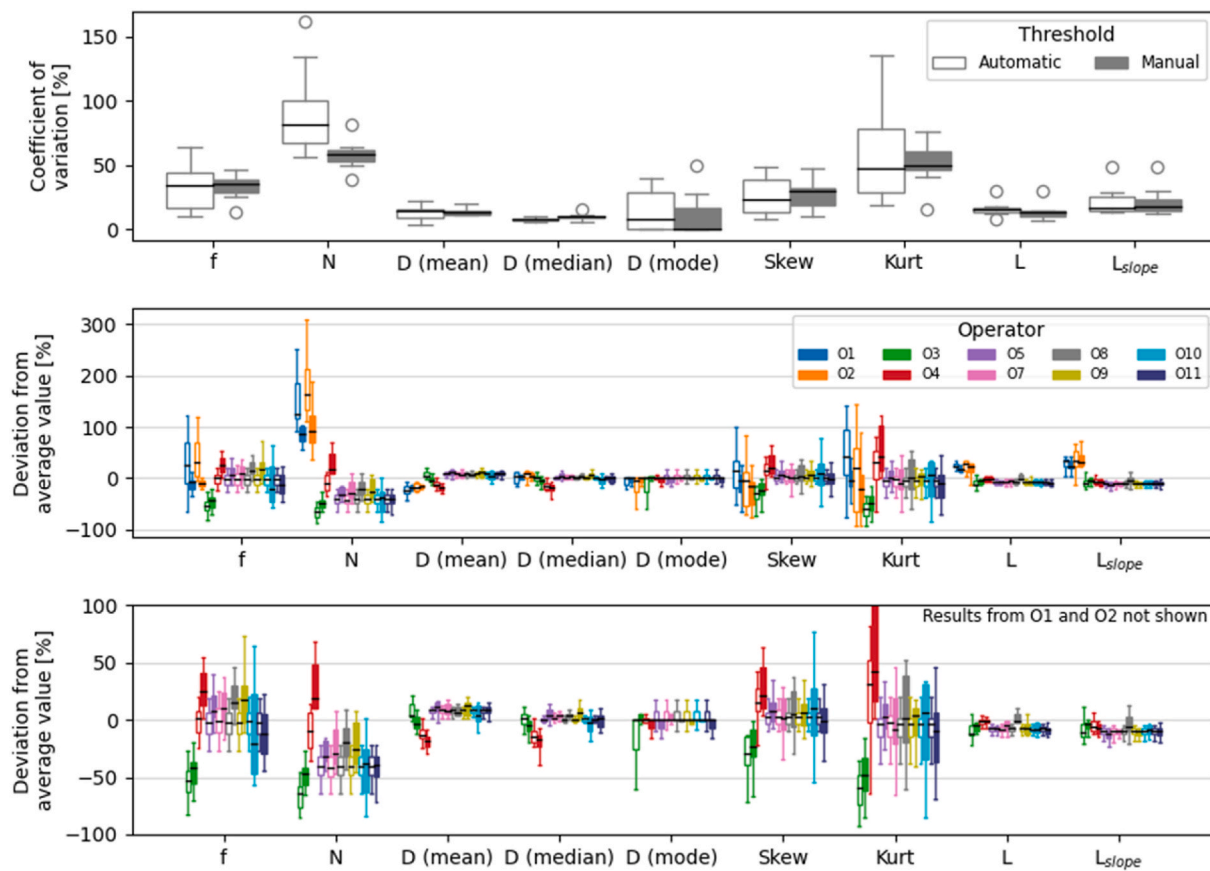 Coefficient of
variation [%]
150
100
50
0
Threshold
Automatic Manual
f N D (mean) D (median) D (mode) Skew Kurt L L_slope
Deviation from
average value [%]
300
200
100
0
−100
Operator
O1 O3 O5 O8 O10
O2 O4 O7 O9 O11
f N D (mean) D (median) D (mode) Skew Kurt L L_slope
Deviation from
average value [%]
100
50
0
−50
−100
Results from O1 and O2 not shown
f N D (mean) D (median) D (mode) Skew Kurt L L_slope